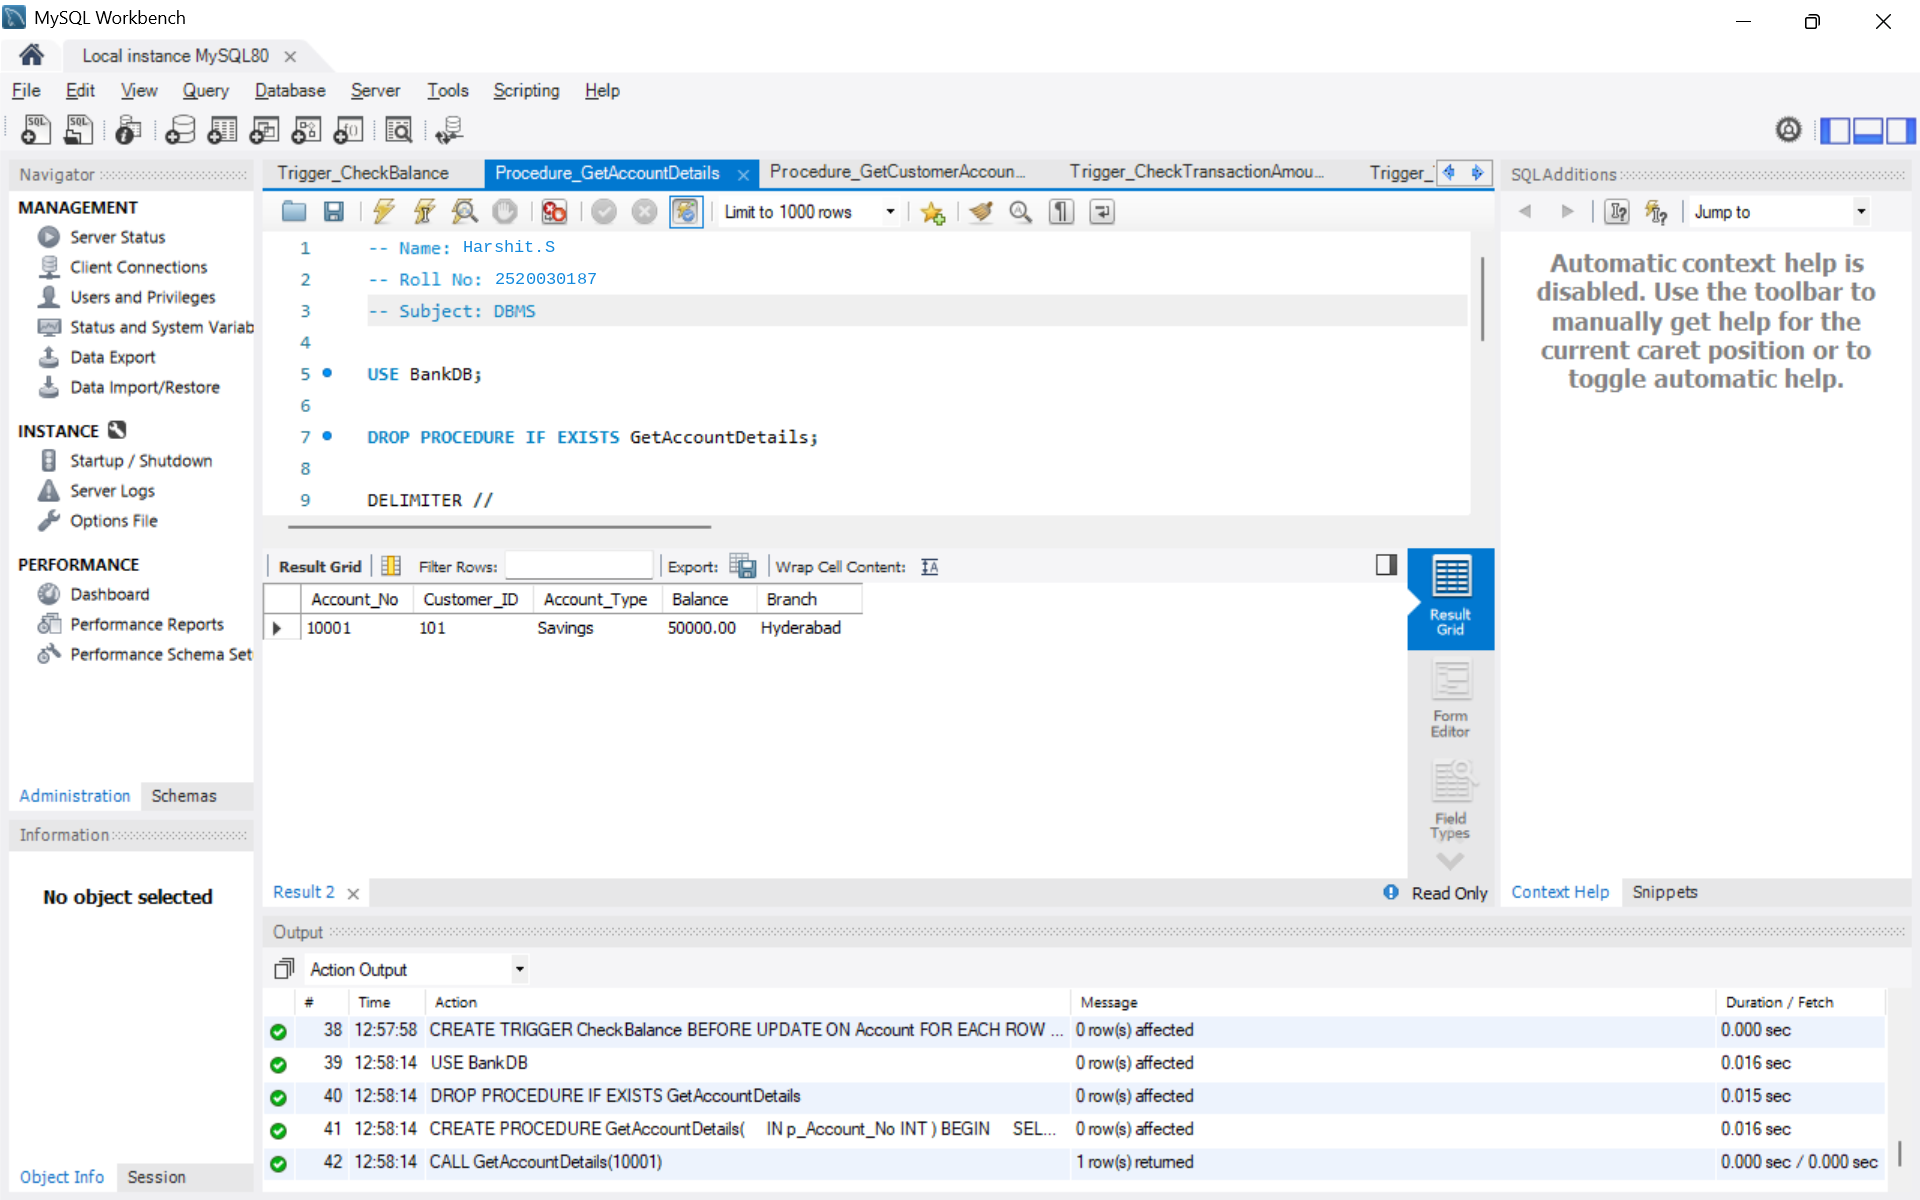 MySQL Workbench
Local instance MySQL80
File Edit View Query Database Server Tools Scripting Help
Navigator
MANAGEMENT
Server Status
Client Connections
Users and Privileges
Status and System Variab
Data Export
Data Import/Restore
INSTANCE
Startup / Shutdown
Server Logs
Options File
PERFORMANCE
Dashboard
Performance Reports
Performance Schema Set
Administration Schemas
Information
No object selected
Object Info Session
Trigger_CheckBalance Procedure_GetAccountDetails Procedure_GetCustomerAccoun... Trigger_CheckTransactionAmou... Trigger_
Limit to 1000 rows
1 -- Name: Harshit.S
2 -- Roll No: 2520030187
3 -- Subject: DBMS
4
5 USE BankDB;
6
7 DROP PROCEDURE IF EXISTS GetAccountDetails;
8
9 DELIMITER //
Result Grid Filter Rows: Export: Wrap Cell Content:
Account_No Customer_ID Account_Type Balance Branch
10001 101 Savings 50000.00 Hyderabad
Result
Grid
Form
Editor
Field
Types
Result 2 Read Only
SQLAdditions
Jump to
Automatic context help is
disabled. Use the toolbar to
manually get help for the
current caret position or to
toggle automatic help.
Context Help Snippets
Output
Action Output
# Time Action Message Duration / Fetch
38 12:57:58 CREATE TRIGGER CheckBalance BEFORE UPDATE ON Account FOR EACH ROW ... 0 row(s) affected 0.000 sec
39 12:58:14 USE BankDB 0 row(s) affected 0.016 sec
40 12:58:14 DROP PROCEDURE IF EXISTS GetAccountDetails 0 row(s) affected 0.015 sec
41 12:58:14 CREATE PROCEDURE GetAccountDetails( IN p_Account_No INT ) BEGIN SEL... 0 row(s) affected 0.016 sec
42 12:58:14 CALL GetAccountDetails(10001) 1 row(s) returned 0.000 sec / 0.000 sec